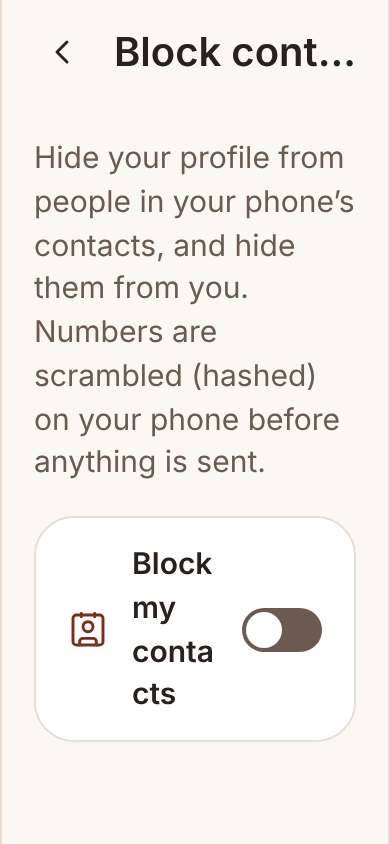 Block cont...
Hide your profile from
people in your phone’s
contacts, and hide
them from you.
Numbers are
scrambled (hashed)
on your phone before
anything is sent.
Block
my
conta
cts